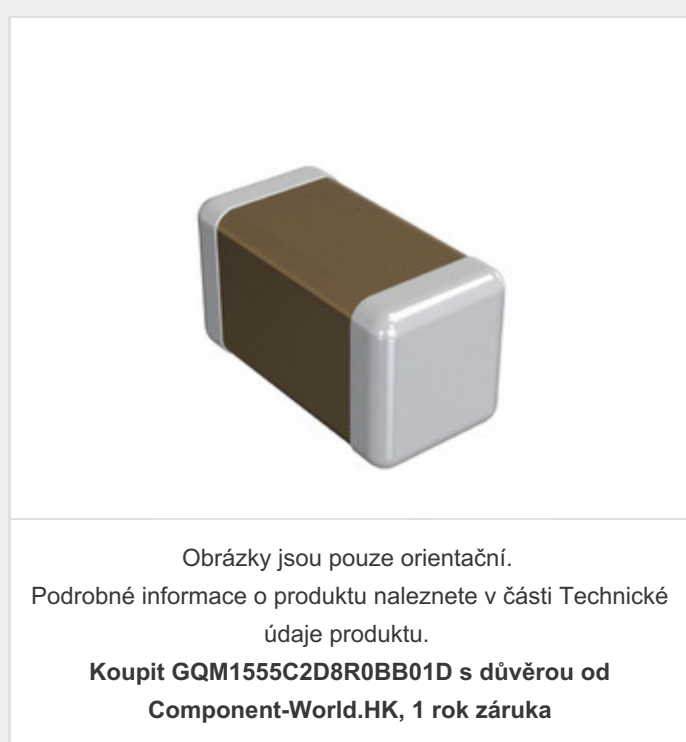 Obrázky jsou pouze orientační.
Podrobné informace o produktu naleznete v části Technické
údaje produktu.
Koupit GQM1555C2D8R0BB01D s důvěrou od
Component-World.HK, 1 rok záruka